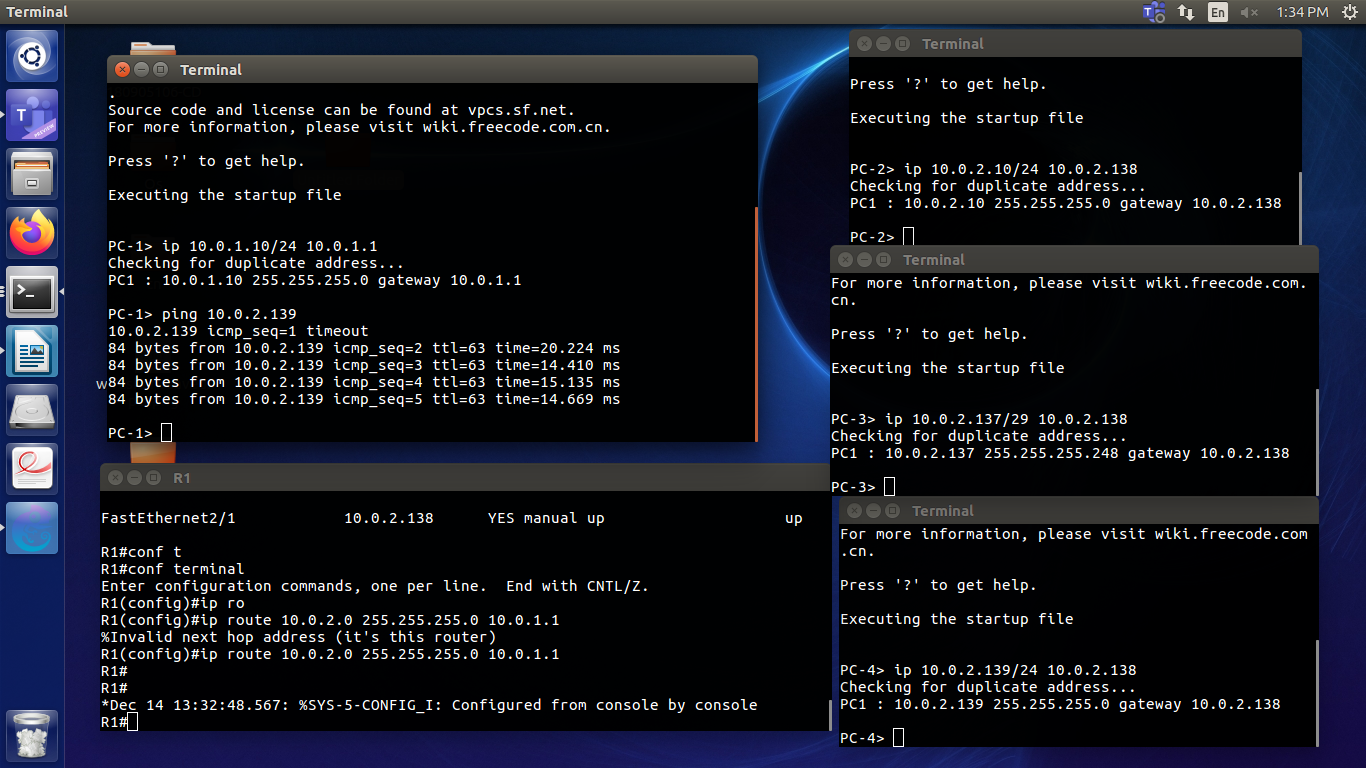 Terminal
En
1:34 PM
Terminal
.
Source code and license can be found at vpcs.sf.net.
For more information, please visit wiki.freecode.com.cn.
Press '?' to get help.
Executing the startup file
PC-1> ip 10.0.1.10/24 10.0.1.1
Checking for duplicate address...
PC1 : 10.0.1.10 255.255.255.0 gateway 10.0.1.1
PC-1> ping 10.0.2.139
10.0.2.139 icmp_seq=1 timeout
84 bytes from 10.0.2.139 icmp_seq=2 ttl=63 time=20.224 ms
84 bytes from 10.0.2.139 icmp_seq=3 ttl=63 time=14.410 ms
84 bytes from 10.0.2.139 icmp_seq=4 ttl=63 time=15.135 ms
84 bytes from 10.0.2.139 icmp_seq=5 ttl=63 time=14.669 ms
PC-1>
R1
FastEthernet2/1 10.0.2.138 YES manual up up
R1#conf t
R1#conf terminal
Enter configuration commands, one per line. End with CNTL/Z.
R1(config)#ip ro
R1(config)#ip route 10.0.2.0 255.255.255.0 10.0.1.1
%Invalid next hop address (it's this router)
R1(config)#ip route 10.0.2.0 255.255.255.0 10.0.1.1
R1#
R1#
*Dec 14 13:32:48.567: %SYS-5-CONFIG_I: Configured from console by console
R1#
Terminal
Press '?' to get help.
Executing the startup file
PC-2> ip 10.0.2.10/24 10.0.2.138
Checking for duplicate address...
PC1 : 10.0.2.10 255.255.255.0 gateway 10.0.2.138
PC-2>
Terminal
For more information, please visit wiki.freecode.com.
cn.
Press '?' to get help.
Executing the startup file
PC-3> ip 10.0.2.137/29 10.0.2.138
Checking for duplicate address...
PC1 : 10.0.2.137 255.255.255.248 gateway 10.0.2.138
PC-3>
Terminal
For more information, please visit wiki.freecode.com
.cn.
Press '?' to get help.
Executing the startup file
PC-4> ip 10.0.2.139/24 10.0.2.138
Checking for duplicate address...
PC1 : 10.0.2.139 255.255.255.0 gateway 10.0.2.138
PC-4>